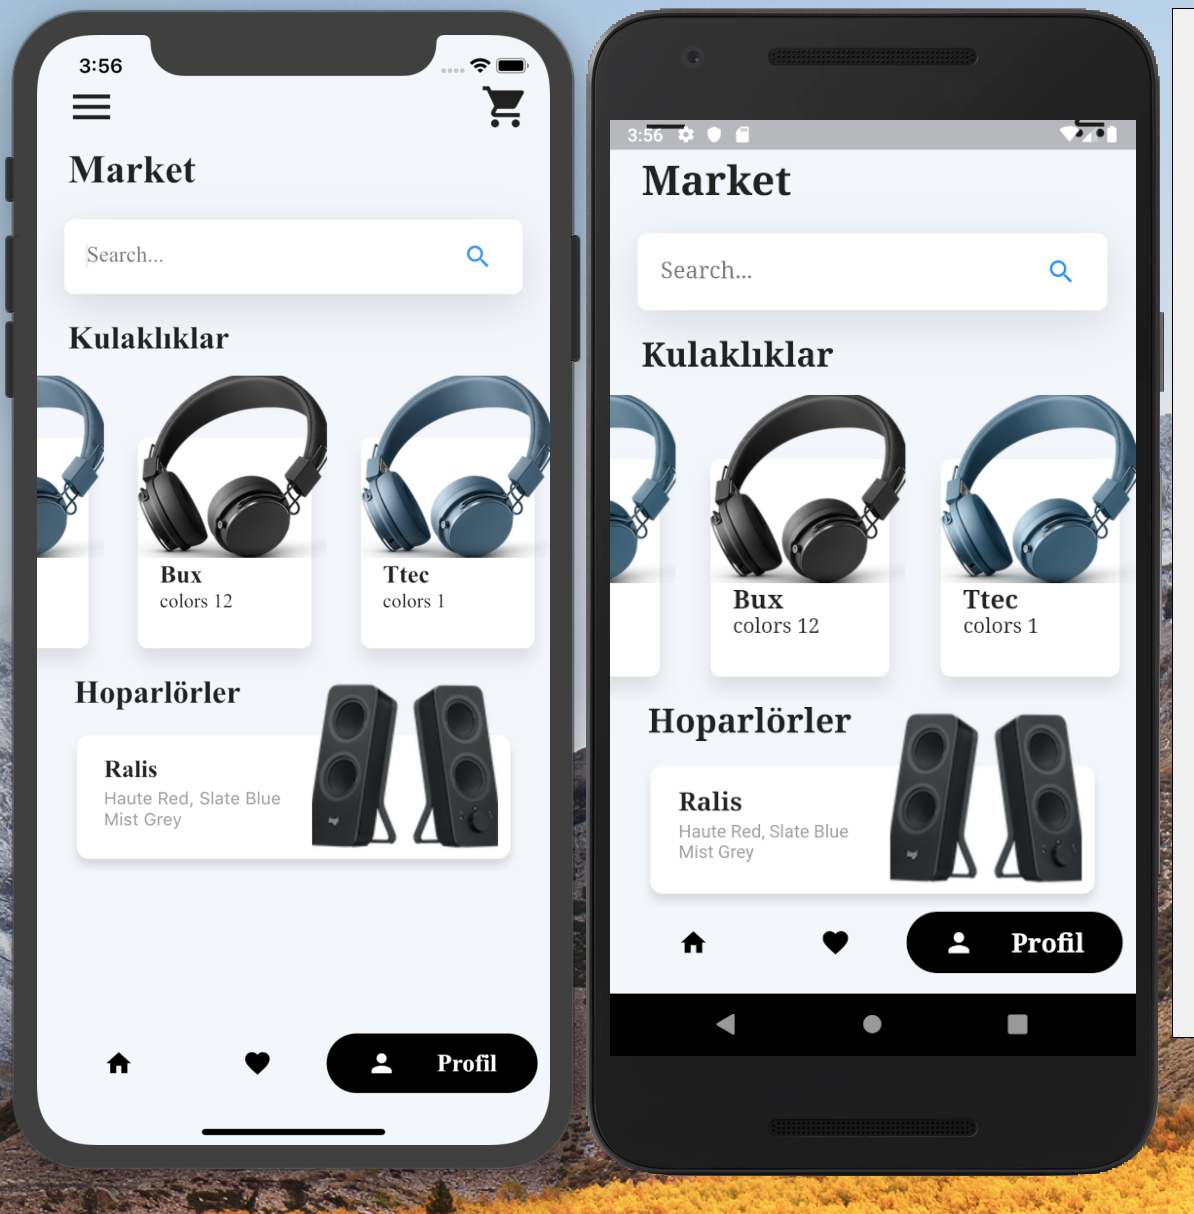 3:56
Market
Search...
Kulaklıklar
Bux
colors 12
Ttec
colors 1
Hoparlörler
Ralis
Haute Red, Slate Blue
Mist Grey
Profil
3:56
Market
Search...
Kulaklıklar
Bux
colors 12
Ttec
colors 1
Hoparlörler
Ralis
Haute Red, Slate Blue
Mist Grey
Profil